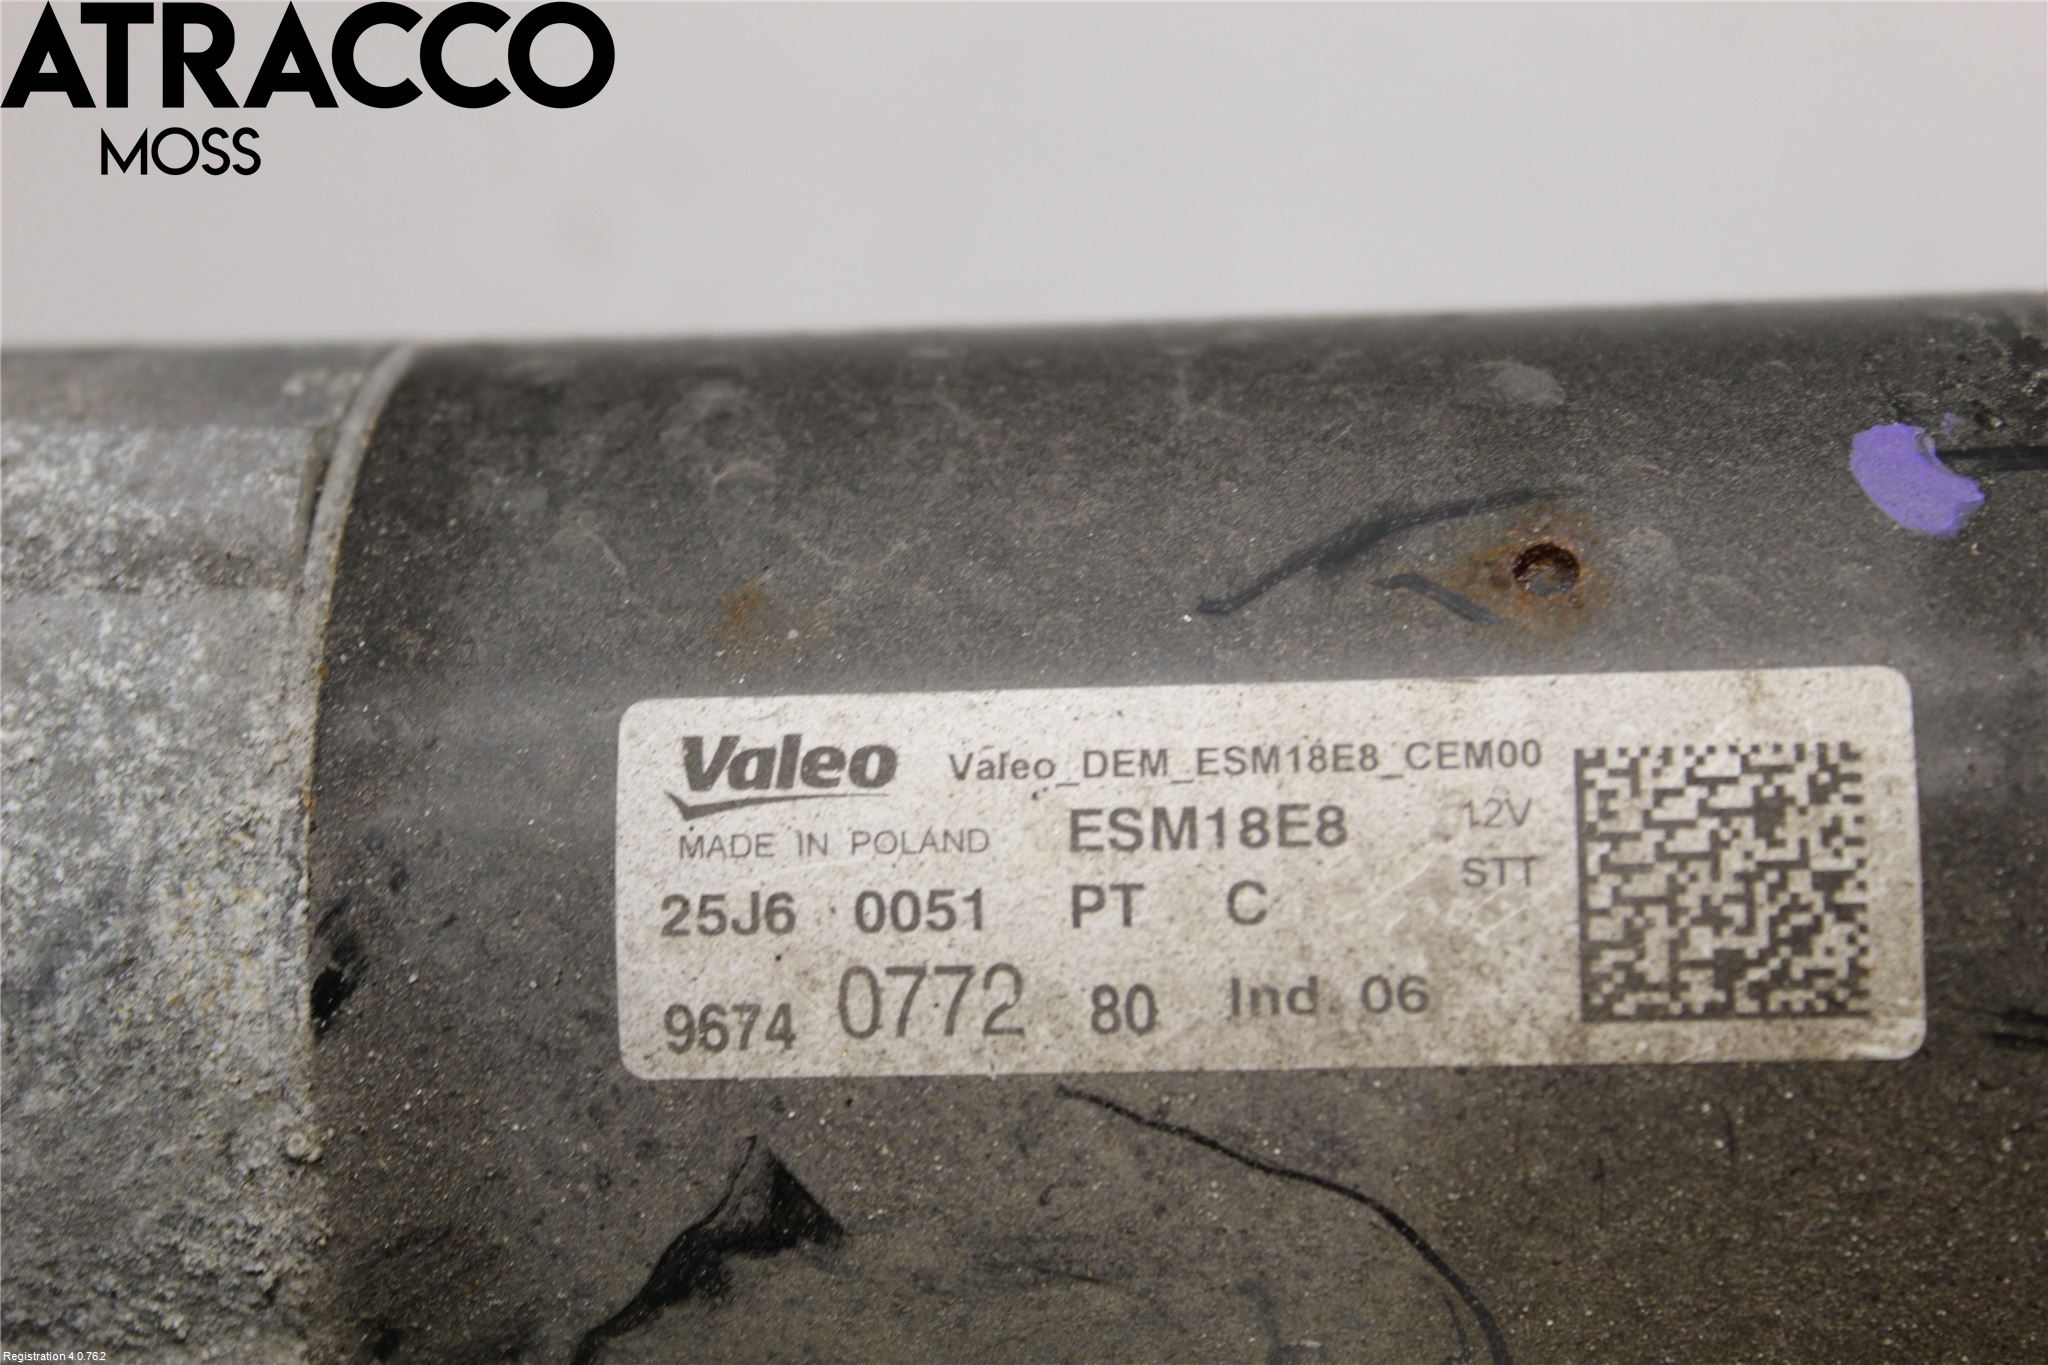 ATRACCO
MOSS
Valeo Valeo_DEM_ESM18E8_CEM00
MADE IN POLAND ESM18E8 12V
STT
25J6 0051 PT C
9674 0772 80 Ind. 06
Registration 4.0.762